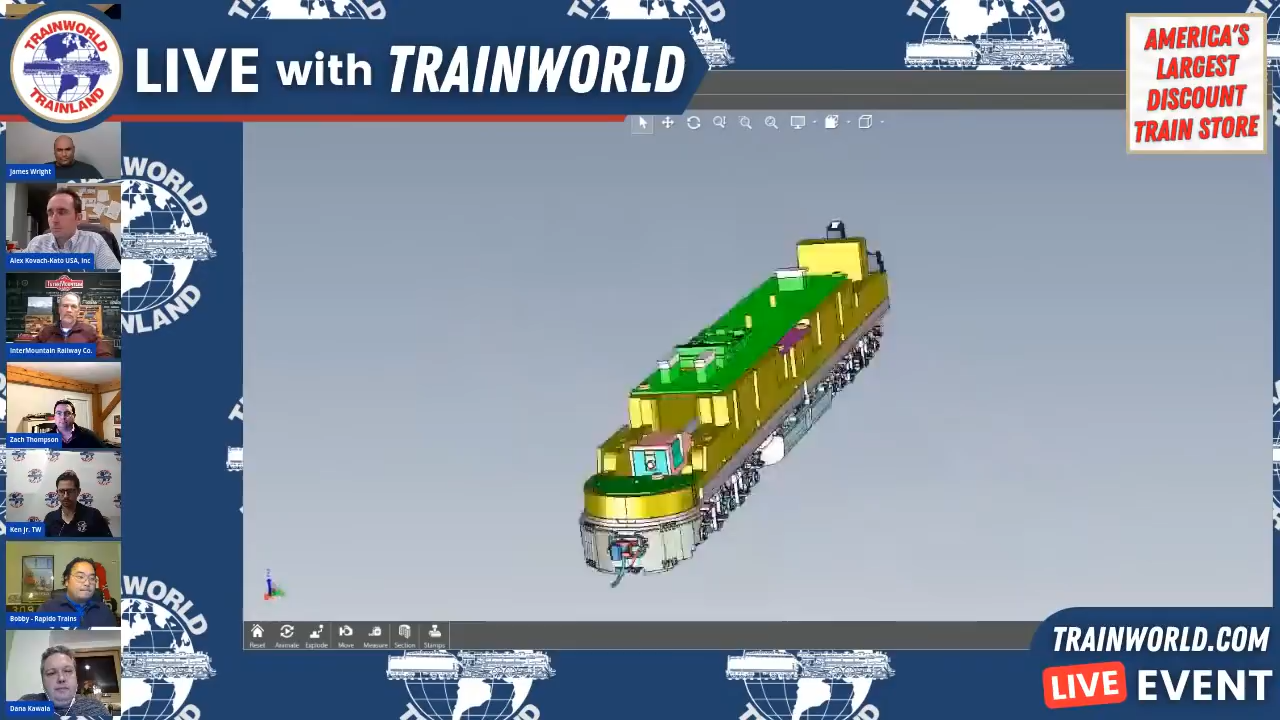 TRAINWORLD
TRAINLAND
LIVE with TRAINWORLD
AMERICA'S
LARGEST
DISCOUNT
TRAIN STORE
James Wright
Alex Kovach-Kato USA, Inc
InterMountain Railway Co.
Zach Thompson
Ken Jr. TW
Bobby - Rapido Trains
Dana Kawala
Reset
Animate
Explode
Move
Measure
Section
Stamps
TRAINWORLD.COM
LIVE EVENT